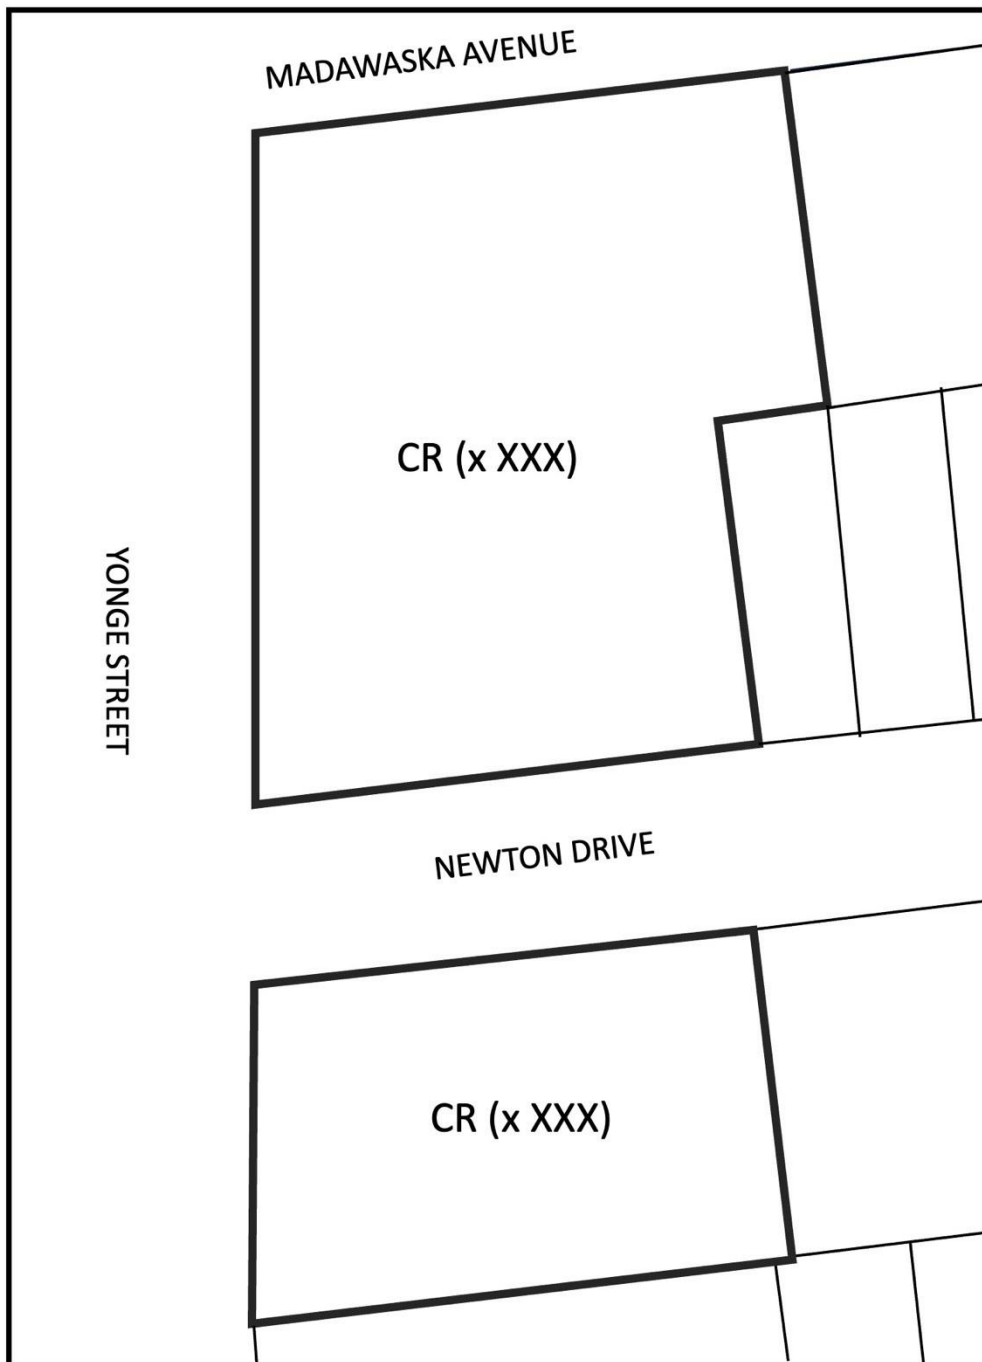 MADAWASKA AVENUE
CR (x XXX)
YONGE STREET
NEWTON DRIVE
CR (x XXX)